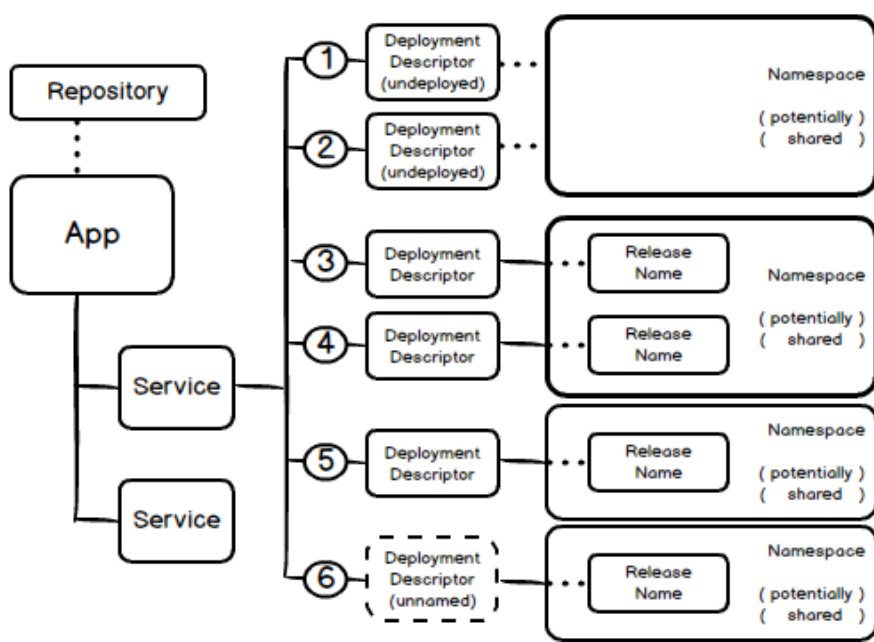 Repository
App
Service
Service
1
Deployment
Descriptor
(undeployed)
2
Deployment
Descriptor
(undeployed)
Namespace
( potentially )
( shared )
3
Deployment
Descriptor
Release
Name
4
Deployment
Descriptor
Release
Name
Namespace
( potentially )
( shared )
5
Deployment
Descriptor
Release
Name
Namespace
( potentially )
( shared )
6
Deployment
Descriptor
(unnamed)
Release
Name
Namespace
( potentially )
( shared )